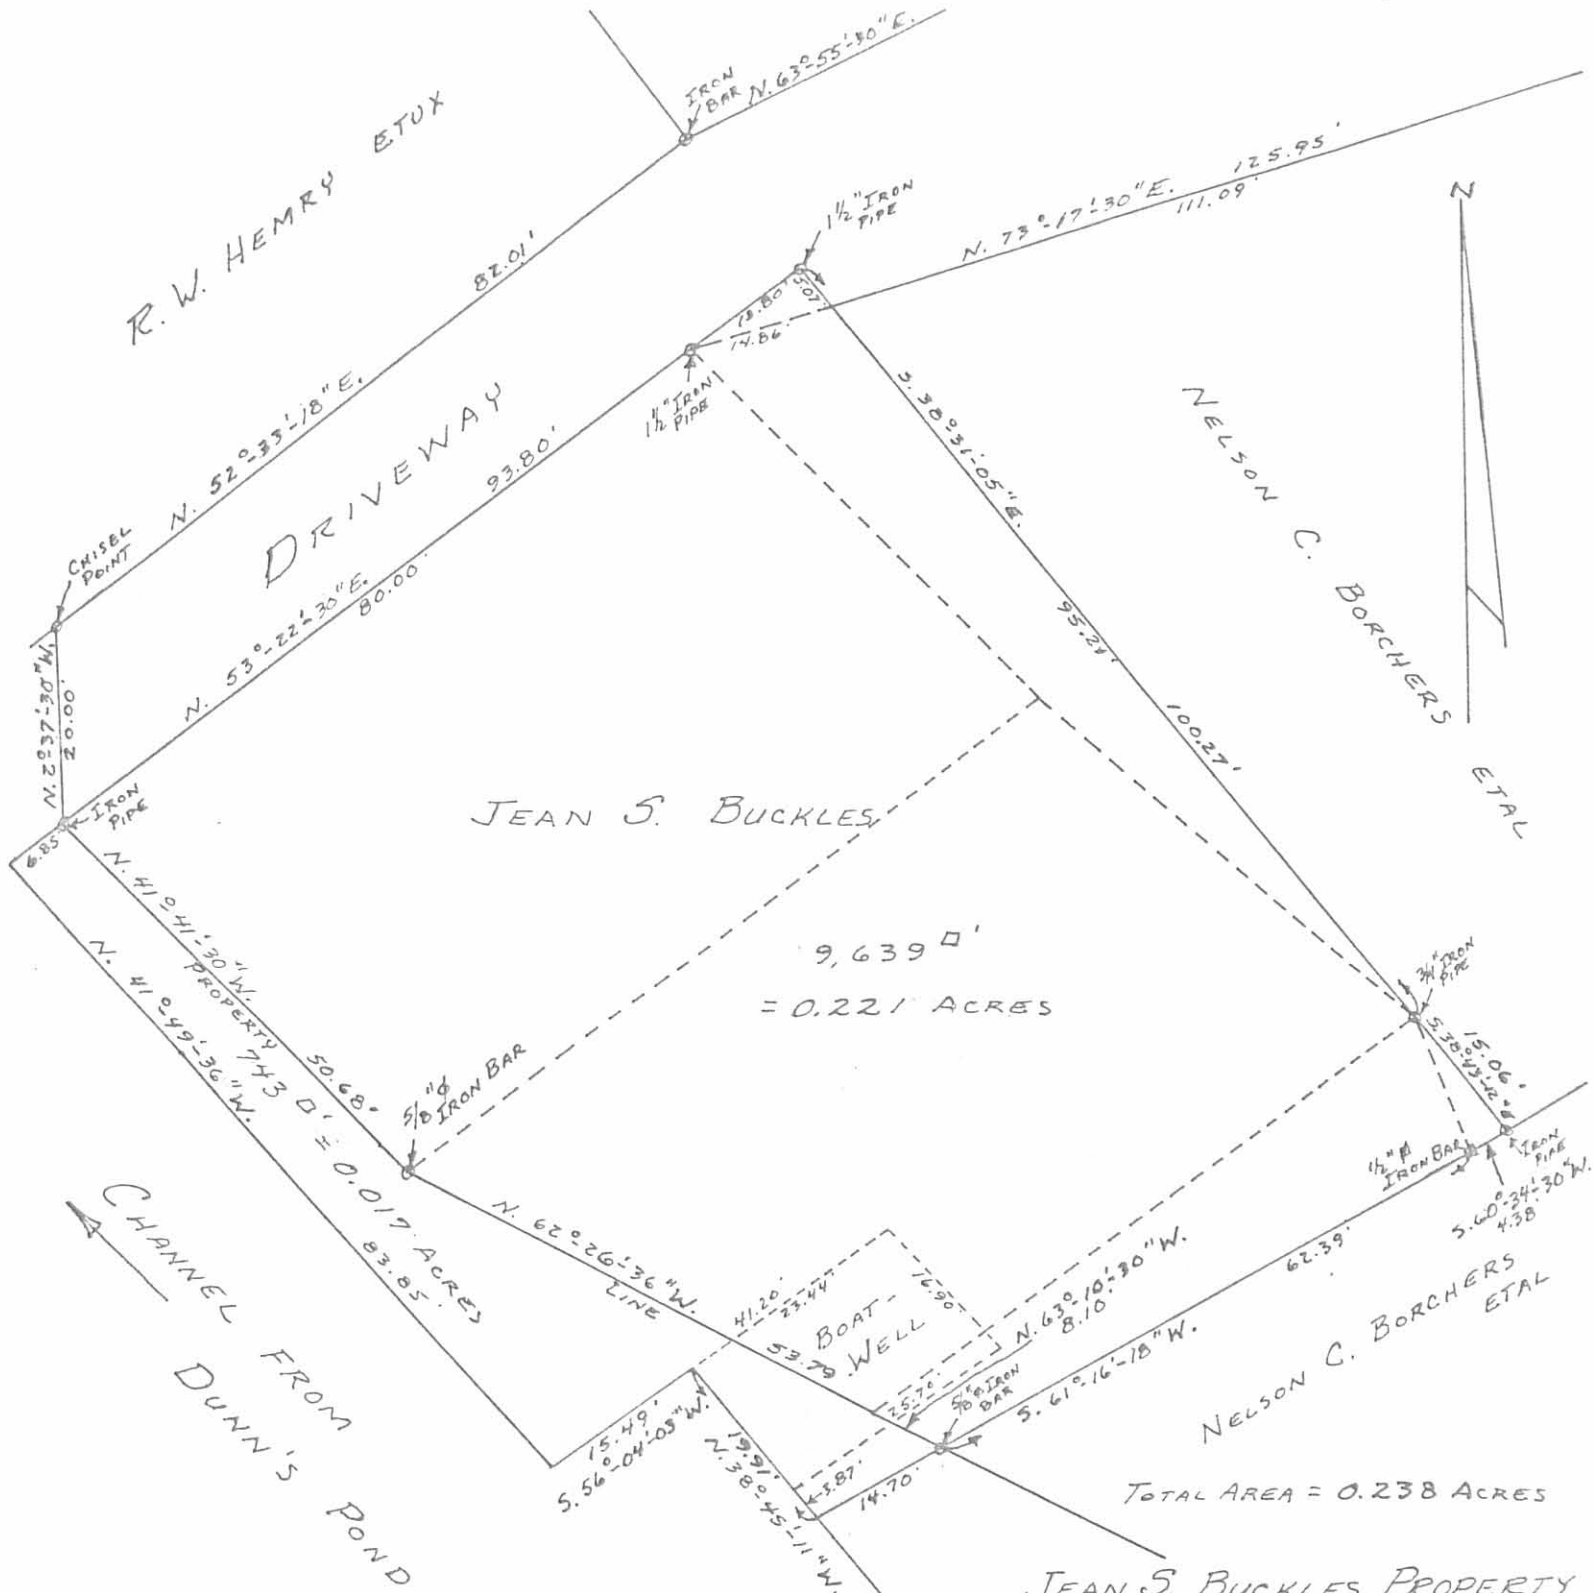 N. 63°-55'-30"E.
IRON
BAR
R. W. HEMRY ETUX
82.01'
N. 52°-33'-18"E.
CHISEL
POINT
N. 2°37'-30"W.
20.00'
1½" IRON
PIPE
125.95'
N. 73°-17'-30"E.
111.09'
N
13.80'
5.07'
14.86'
1½" IRON
PIPE
DRIVEWAY
93.80'
N. 53°-22'-30"E.
80.00'
S. 38°31'-05"E.
95.21'
100.27'
NELSON C. BORCHERS ETAL
IRON
PIPE
6.85'
JEAN S. BUCKLES
9,639 □'
= 0.221 ACRES
N. 41°41'-30"W.
PROPERTY
50.68'
743 □' = 0.017 ACRES
N. 41°-49'-36"W.
83.85'
5/8"ϕ
IRON BAR
¾" IRON
PIPE
15.06'
S. 38°-43'-12"E
½"ϕ
IRON BAR
IRON
PIPE
S. 60°-34'-30"W.
4.38'
N. 62°-26'-36"W.
LINE
53.79
41.20'
23.44'
16.90'
BOAT-
WELL
N. 63°-10'-30"W.
8.10'
25.70'
5/8"ϕ IRON
BAR
S. 61°-16'-18"W.
62.39'
NELSON C. BORCHERS
ETAL
CHANNEL FROM
DUNN'S POND
15.49'
S. 56°-04'-05"W.
19.91'
N. 38°-45'-11"W.
3.87'
14.70'
TOTAL AREA = 0.238 ACRES
JEAN S. BUCKLES PROPERTY